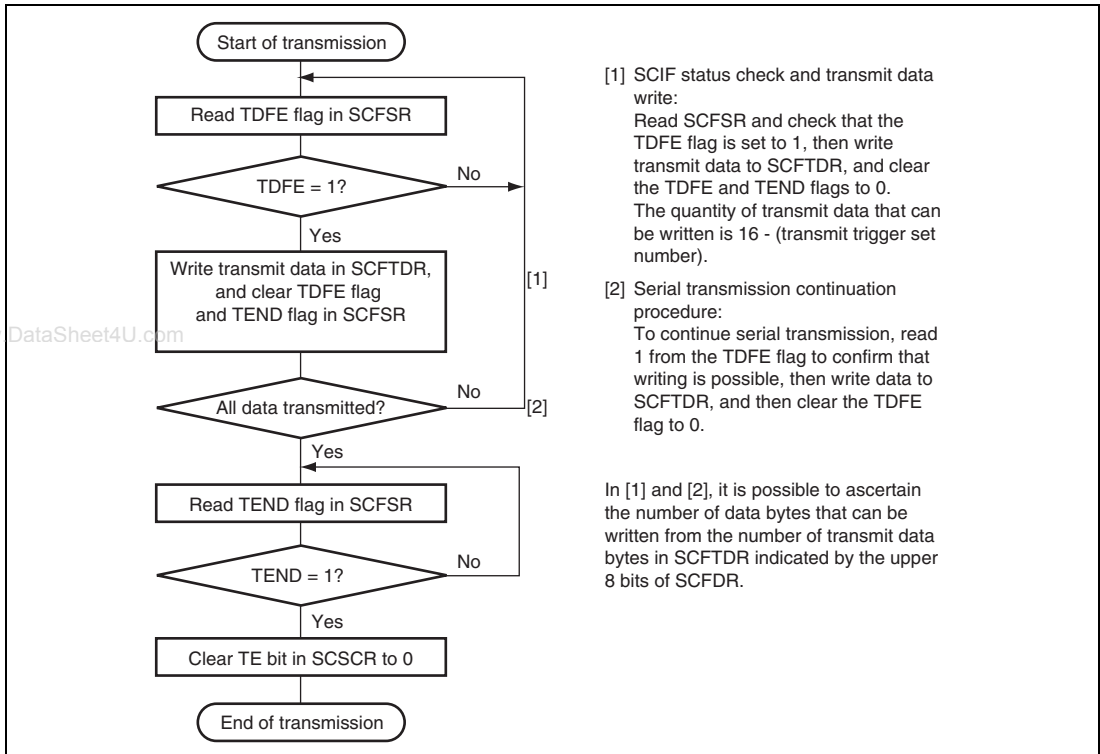 Start of transmission
Read TDFE flag in SCFSR
TDFE = 1?
No
Yes
Write transmit data in SCFTDR,
and clear TDFE flag
and TEND flag in SCFSR
[1]
All data transmitted?
No
[2]
Yes
Read TEND flag in SCFSR
TEND = 1?
No
Yes
Clear TE bit in SCSCR to 0
End of transmission
[1] SCIF status check and transmit data
write:
Read SCFSR and check that the
TDFE flag is set to 1, then write
transmit data to SCFTDR, and clear
the TDFE and TEND flags to 0.
The quantity of transmit data that can
be written is 16 - (transmit trigger set
number).
[2] Serial transmission continuation
procedure:
To continue serial transmission, read
1 from the TDFE flag to confirm that
writing is possible, then write data to
SCFTDR, and then clear the TDFE
flag to 0.
In [1] and [2], it is possible to ascertain
the number of data bytes that can be
written from the number of transmit data
bytes in SCFTDR indicated by the upper
8 bits of SCFDR.
.DataSheet4U.com